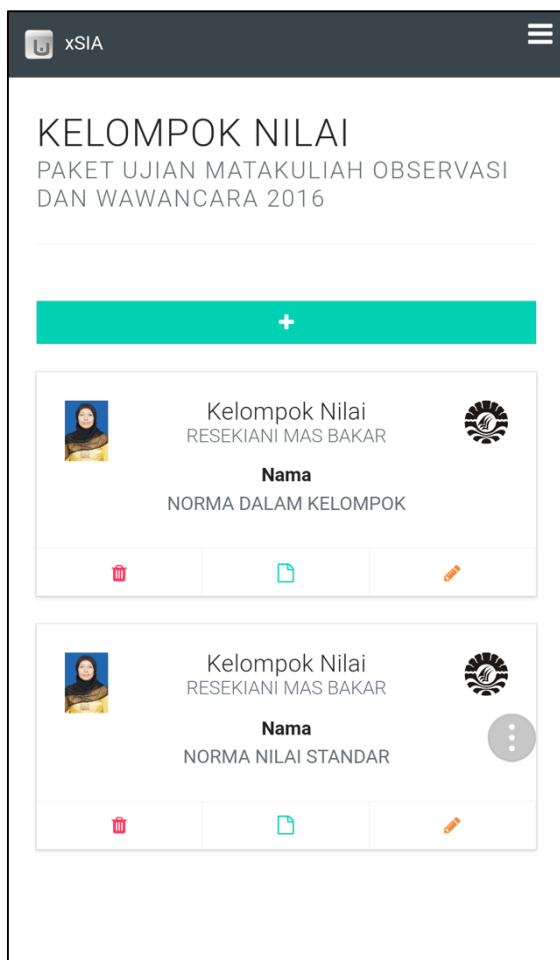 xSIA
KELOMPOK NILAI
PAKET UJIAN MATAKULIAH OBSERVASI
DAN WAWANCARA 2016
Kelompok Nilai
RESEKIANI MAS BAKAR
Nama
NORMA DALAM KELOMPOK
Kelompok Nilai
RESEKIANI MAS BAKAR
Nama
NORMA NILAI STANDAR